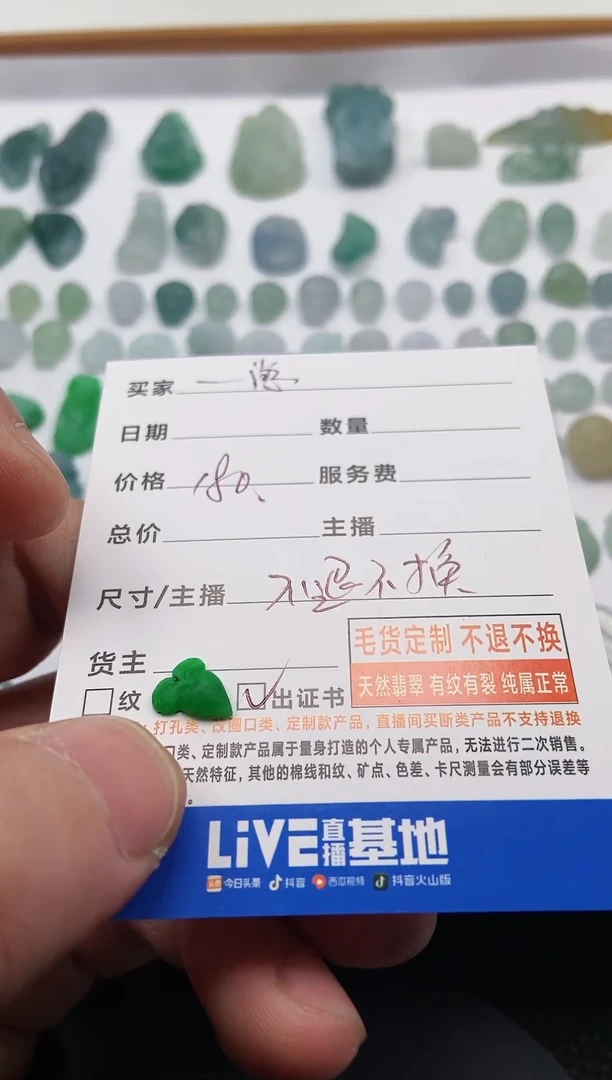 买家 一海
日期 数量
价格 180、 服务费
总价 主播
尺寸/主播 不退不换
货主
毛货定制 不退不换
天然翡翠 有纹有裂 纯属正常
纹 出证书
打孔类、改圈口类、定制款产品，直播间买断类产品不支持退换
口类、定制款产品属于量身打造的个人专属产品，无法进行二次销售。
天然特征，其他的棉线和纹、矿点、色差、卡尺测量会有部分误差等
LiVE直播基地
今日头条 抖音 西瓜视频 抖音火山版